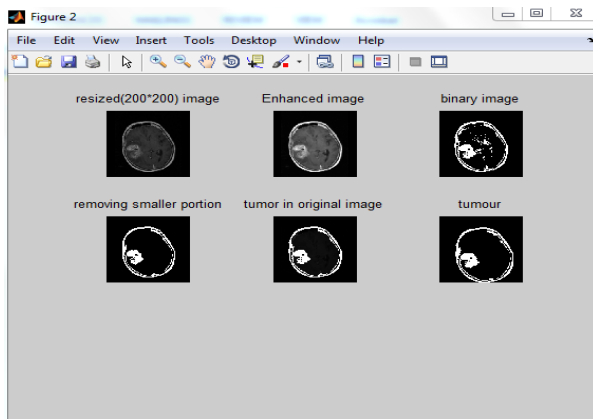 Figure 2
File Edit View Insert Tools Desktop Window Help
resized(200*200) image Enhanced image binary image
removing smaller portion tumor in original image tumour